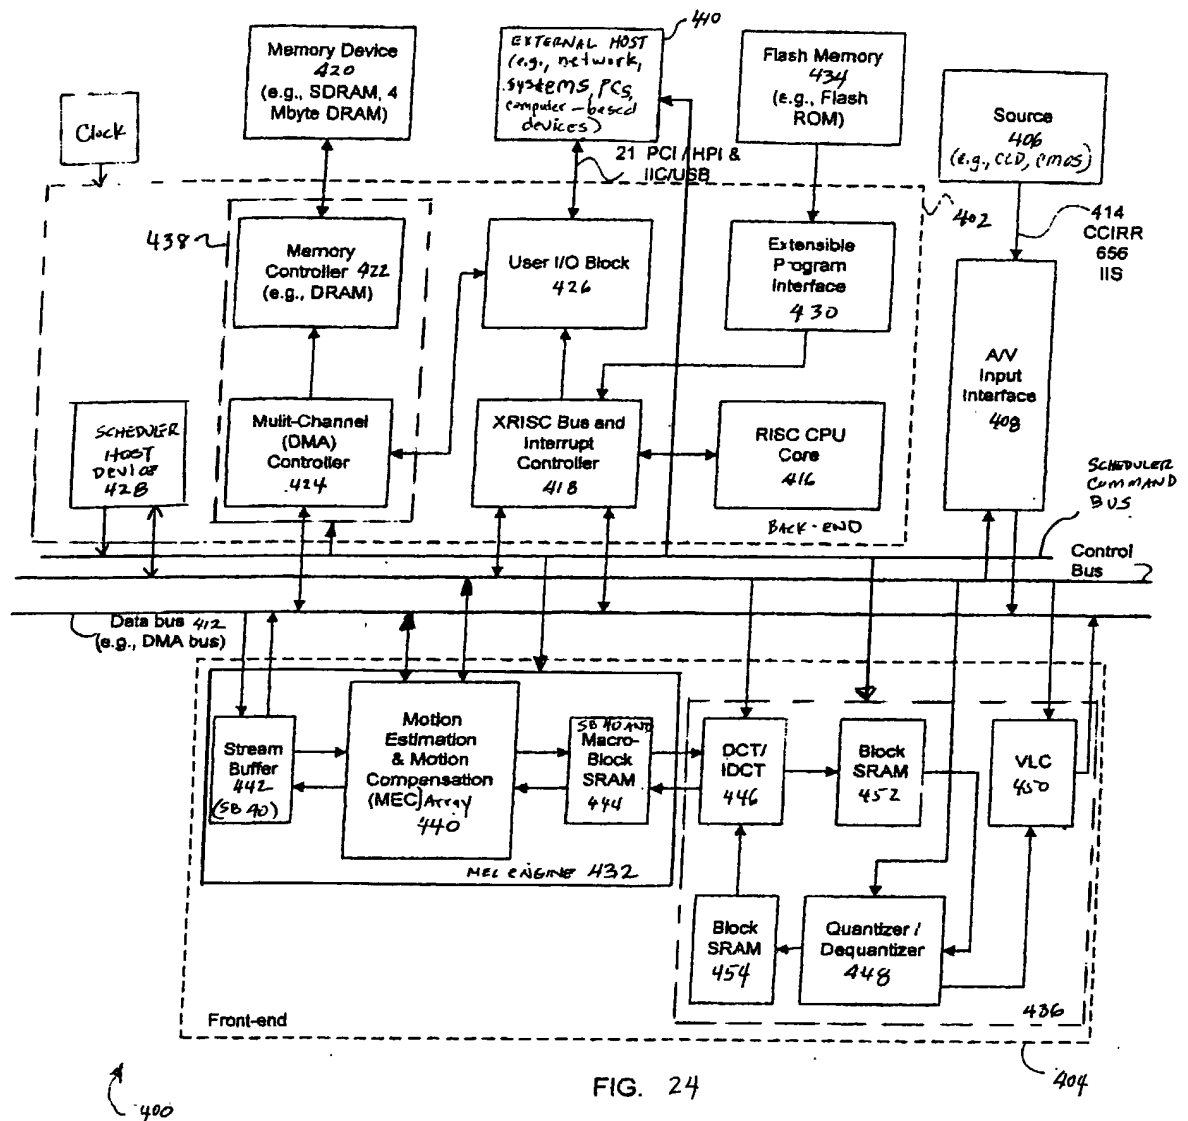 410
Memory Device
420
(e.g., SDRAM, 4
Mbyte DRAM)
EXTERNAL HOST
(e.g., network,
systems, PCS,
computer-based
devices)
Flash Memory
434
(e.g., Flash
ROM)
Source
406
(e.g., CLD, CMOS)
Clock
21 PCI / HPI &
IIC/USB
402
414
CCIRR
656
IIS
438
Memory
Controller 422
(e.g., DRAM)
User I/O Block
426
Extensible
Program
Interface
430
A/V
Input
Interface
408
SCHEDULER
HOST
DEVICE
428
Mulit-Channel
(DMA)
Controller
424
XRISC Bus and
Interrupt
Controller
418
RISC CPU
Core
416
BACK-END
SCHEDULER
COMMAND
BUS
Control
Bus
Data bus 412
(e.g., DMA bus)
Stream
Buffer
442
(SB 40)
Motion
Estimation
& Motion
Compensation
(MEC) Array
440
SB 40 AND
Macro-
Block
SRAM
444
DCT/
IDCT
446
Block
SRAM
452
VLC
450
MEC ENGINE 432
Block
SRAM
454
Quantizer /
Dequantizer
448
436
Front-end
404
FIG. 24
400